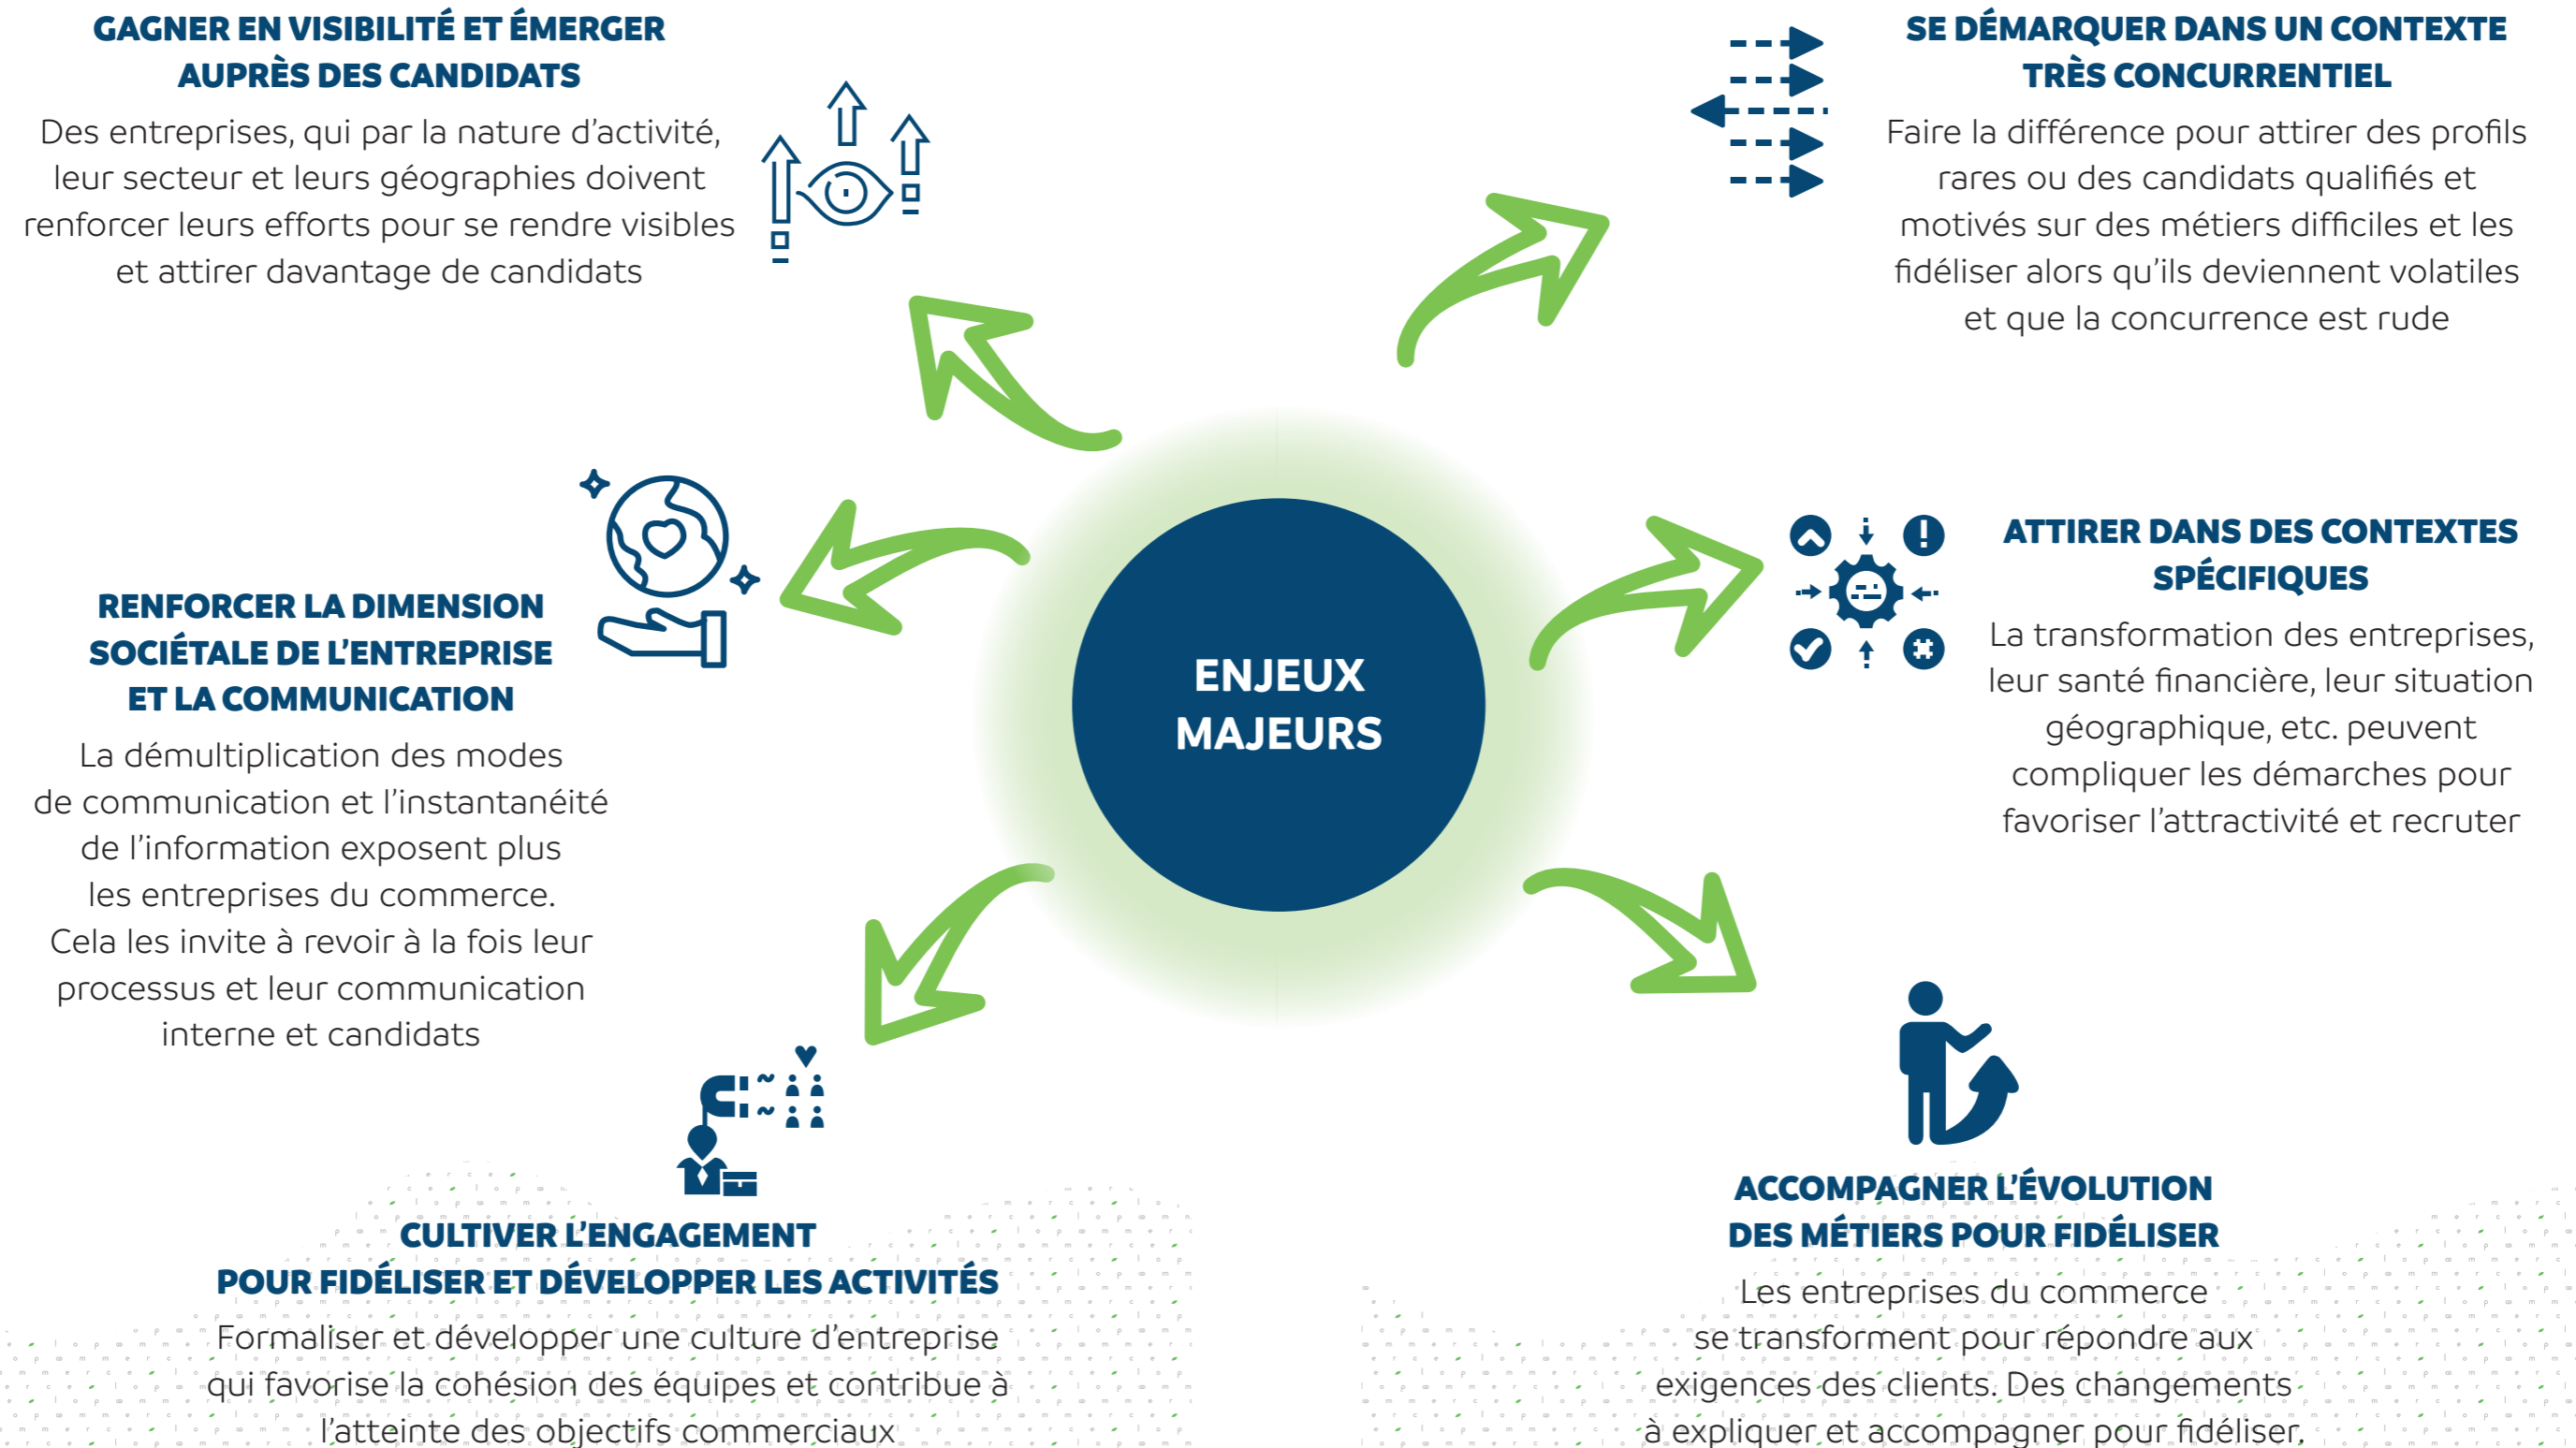 GAGNER EN VISIBILITÉ ET ÉMERGER
AUPRÈS DES CANDIDATS
Des entreprises, qui par la nature d’activité,
leur secteur et leurs géographies doivent
renforcer leurs efforts pour se rendre visibles
et attirer davantage de candidats
SE DÉMARQUER DANS UN CONTEXTE
TRÈS CONCURRENTIEL
Faire la différence pour attirer des profils
rares ou des candidats qualifiés et
motivés sur des métiers difficiles et les
fidéliser alors qu’ils deviennent volatiles
et que la concurrence est rude
RENFORCER LA DIMENSION
SOCIÉTALE DE L’ENTREPRISE
ET LA COMMUNICATION
La démultiplication des modes
de communication et l’instantanéité
de l’information exposent plus
les entreprises du commerce.
Cela les invite à revoir à la fois leur
processus et leur communication
interne et candidats
ENJEUX
MAJEURS
ATTIRER DANS DES CONTEXTES
SPÉCIFIQUES
La transformation des entreprises,
leur santé financière, leur situation
géographique, etc. peuvent
compliquer les démarches pour
favoriser l’attractivité et recruter
CULTIVER L’ENGAGEMENT
POUR FIDÉLISER ET DÉVELOPPER LES ACTIVITÉS
Formaliser et développer une culture d’entreprise
qui favorise la cohésion des équipes et contribue à
l’atteinte des objectifs commerciaux
ACCOMPAGNER L’ÉVOLUTION
DES MÉTIERS POUR FIDÉLISER
Les entreprises du commerce
se transforment pour répondre aux
exigences des clients. Des changements
à expliquer et accompagner pour fidéliser.